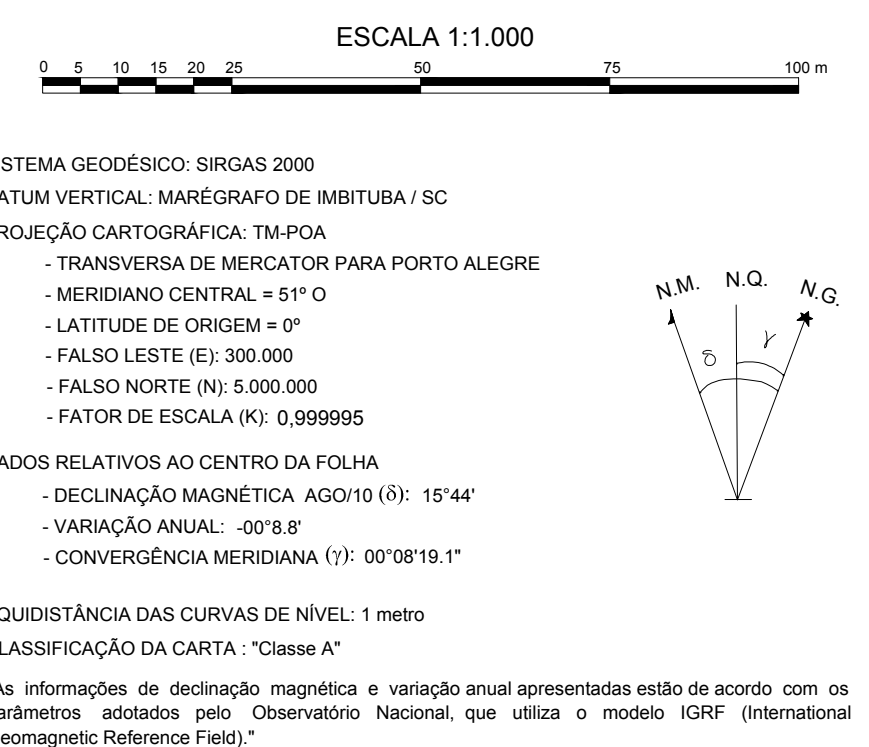 ESCALA 1:1.000
0 5 10 15 20 25 50 75 100 m
ISTEMA GEODÉSICO: SIRGAS 2000
ATUM VERTICAL: MARÉGRAFO DE IMBITUBA / SC
ROJEÇÃO CARTOGRÁFICA: TM-POA
- TRANSVERSA DE MERCATOR PARA PORTO ALEGRE
- MERIDIANO CENTRAL = 51º O
- LATITUDE DE ORIGEM = 0º
- FALSO LESTE (E): 300.000
- FALSO NORTE (N): 5.000.000
- FATOR DE ESCALA (K): 0,999995
N.M. N.Q. N.G.
δ γ
ADOS RELATIVOS AO CENTRO DA FOLHA
- DECLINAÇÃO MAGNÉTICA AGO/10 (δ): 15°44'
- VARIAÇÃO ANUAL: -00°8.8'
- CONVERGÊNCIA MERIDIANA (γ): 00°08'19.1"
QUIDISTÂNCIA DAS CURVAS DE NÍVEL: 1 metro
LASSIFICAÇÃO DA CARTA : "Classe A"
As informações de declinação magnética e variação anual apresentadas estão de acordo com os
arâmetros adotados pelo Observatório Nacional, que utiliza o modelo IGRF (International
eomagnetic Reference Field)."